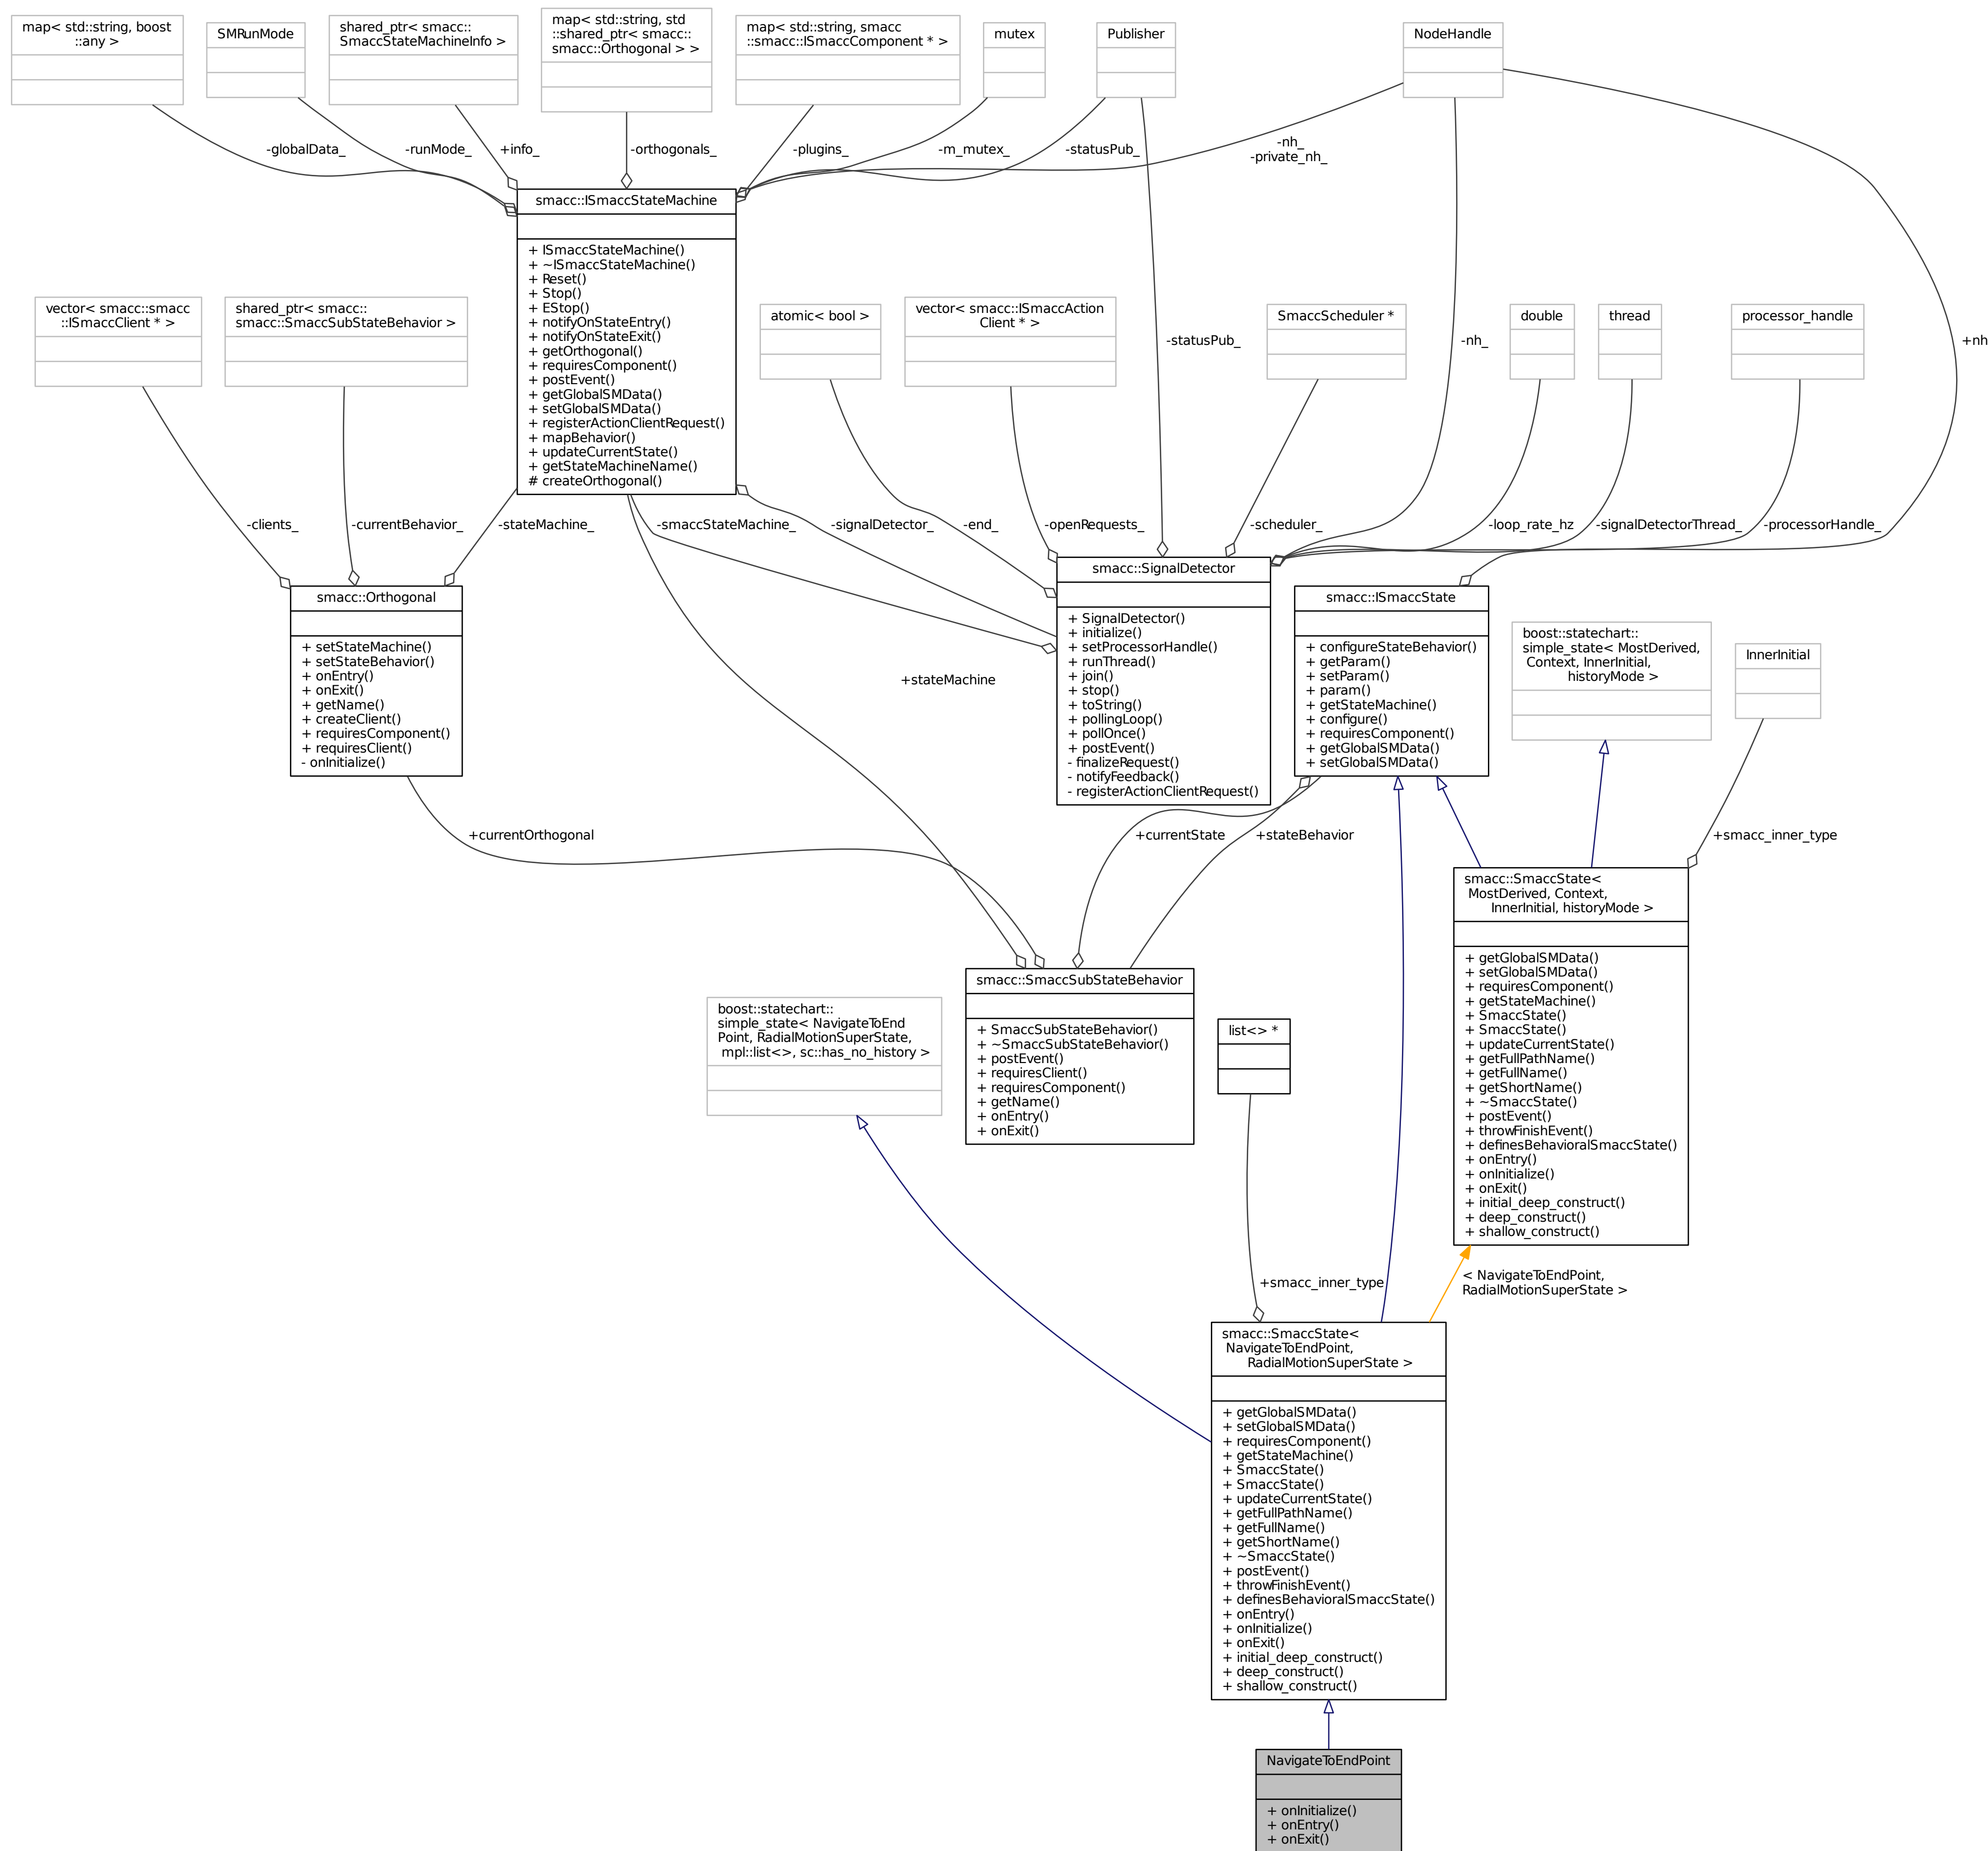 map< std::string, boost
::any >
SMRunMode
shared_ptr< smacc::
SmaccStateMachineInfo >
map< std::string, std
::shared_ptr< smacc::
smacc::Orthogonal > >
map< std::string, smacc
::smacc::ISmaccComponent * >
mutex
Publisher
NodeHandle
-globalData_
-runMode_
+info_
-orthogonals_
-plugins_
-m_mutex_
-statusPub_
-nh_
-private_nh_
smacc::ISmaccStateMachine
+ ISmaccStateMachine()
+ ~ISmaccStateMachine()
+ Reset()
+ Stop()
+ EStop()
+ notifyOnStateEntry()
+ notifyOnStateExit()
+ getOrthogonal()
+ requiresComponent()
+ postEvent()
+ getGlobalSMData()
+ setGlobalSMData()
+ registerActionClientRequest()
+ mapBehavior()
+ updateCurrentState()
+ getStateMachineName()
# createOrthogonal()
vector< smacc::smacc
::ISmaccClient * >
shared_ptr< smacc::
smacc::SmaccSubStateBehavior >
atomic< bool >
vector< smacc::ISmaccAction
Client * >
SmaccScheduler *
double
thread
processor_handle
-statusPub_
-nh_
+nh
-clients_
-currentBehavior_
-stateMachine_
-smaccStateMachine_
-signalDetector_
-end_
-openRequests_
-scheduler_
-loop_rate_hz
-signalDetectorThread_
-processorHandle_
smacc::Orthogonal
+ setStateMachine()
+ setStateBehavior()
+ onEntry()
+ onExit()
+ getName()
+ createClient()
+ requiresComponent()
+ requiresClient()
- onInitialize()
smacc::SignalDetector
+ SignalDetector()
+ initialize()
+ setProcessorHandle()
+ runThread()
+ join()
+ stop()
+ toString()
+ pollingLoop()
+ pollOnce()
+ postEvent()
- finalizeRequest()
- notifyFeedback()
- registerActionClientRequest()
smacc::ISmaccState
+ configureStateBehavior()
+ getParam()
+ setParam()
+ param()
+ getStateMachine()
+ configure()
+ requiresComponent()
+ getGlobalSMData()
+ setGlobalSMData()
boost::statechart::
simple_state< MostDerived,
Context, InnerInitial,
historyMode >
InnerInitial
+stateMachine
+currentOrthogonal
+currentState
+stateBehavior
+smacc_inner_type
smacc::SmaccState<
MostDerived, Context,
InnerInitial, historyMode >
+ getGlobalSMData()
+ setGlobalSMData()
+ requiresComponent()
+ getStateMachine()
+ SmaccState()
+ SmaccState()
+ updateCurrentState()
+ getFullPathName()
+ getFullName()
+ getShortName()
+ ~SmaccState()
+ postEvent()
+ throwFinishEvent()
+ definesBehavioralSmaccState()
+ onEntry()
+ onInitialize()
+ onExit()
+ initial_deep_construct()
+ deep_construct()
+ shallow_construct()
smacc::SmaccSubStateBehavior
+ SmaccSubStateBehavior()
+ ~SmaccSubStateBehavior()
+ postEvent()
+ requiresClient()
+ requiresComponent()
+ getName()
+ onEntry()
+ onExit()
boost::statechart::
simple_state< NavigateToEnd
Point, RadialMotionSuperState,
mpl::list<>, sc::has_no_history >
list<> *
+smacc_inner_type
< NavigateToEndPoint,
RadialMotionSuperState >
smacc::SmaccState<
NavigateToEndPoint,
RadialMotionSuperState >
+ getGlobalSMData()
+ setGlobalSMData()
+ requiresComponent()
+ getStateMachine()
+ SmaccState()
+ SmaccState()
+ updateCurrentState()
+ getFullPathName()
+ getFullName()
+ getShortName()
+ ~SmaccState()
+ postEvent()
+ throwFinishEvent()
+ definesBehavioralSmaccState()
+ onEntry()
+ onInitialize()
+ onExit()
+ initial_deep_construct()
+ deep_construct()
+ shallow_construct()
NavigateToEndPoint
+ onInitialize()
+ onEntry()
+ onExit()